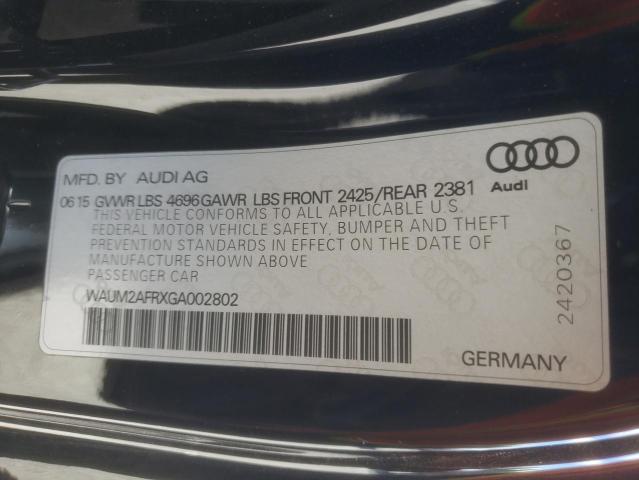 MFD. BY AUDI AG
0615 GVWR LBS 4696 GAWR LBS FRONT 2425/REAR 2381
THIS VEHICLE CONFORMS TO ALL APPLICABLE U.S.
FEDERAL MOTOR VEHICLE SAFETY, BUMPER AND THEFT
PREVENTION STANDARDS IN EFFECT ON THE DATE OF
MANUFACTURE SHOWN ABOVE
PASSENGER CAR
WAUM2AFRXGA002802
Audi
2420367
GERMANY